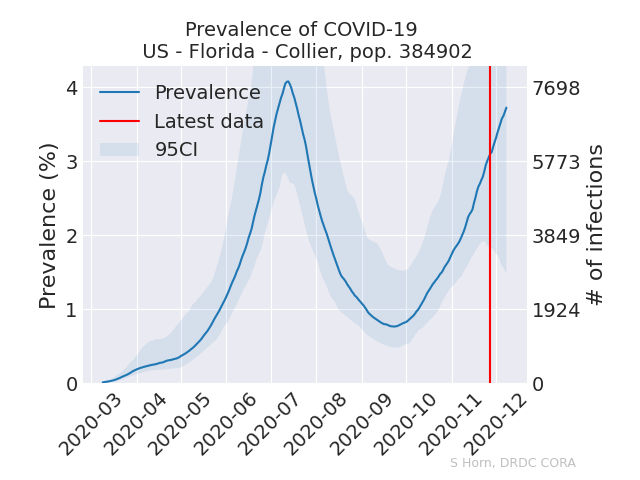 Prevalence of COVID-19
US - Florida - Collier, pop. 384902
Prevalence
Latest data
95CI
Prevalence (%)
4
3
2
1
0
7698
5773
3849
1924
0
# of infections
2020-03
2020-04
2020-05
2020-06
2020-07
2020-08
2020-09
2020-10
2020-11
2020-12
S Horn, DRDC CORA